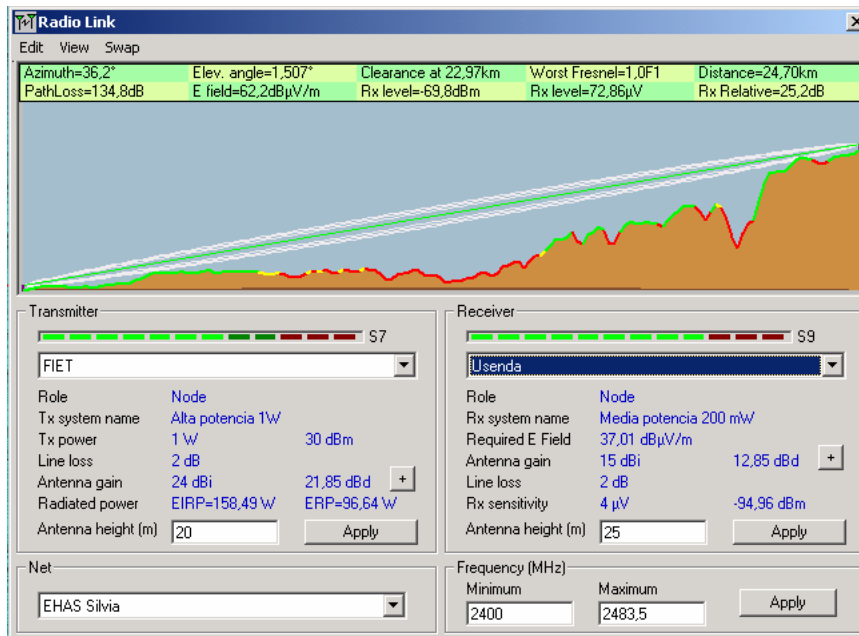 Radio Link
Edit View Swap
Azimuth=36,2° Elev. angle=1,507° Clearance at 22,97km Worst Fresnel=1,0F1 Distance=24,70km
PathLoss=134,8dB E field=62,2dBµV/m Rx level=-69,8dBm Rx level=72,86µV Rx Relative=25,2dB
Transmitter
S7
FIET
Role Node
Tx system name Alta potencia 1W
Tx power 1 W 30 dBm
Line loss 2 dB
Antenna gain 24 dBi 21,85 dBd +
Radiated power EIRP=158,49 W ERP=96,64 W
Antenna height (m) 20 Apply
Receiver
S9
Usenda
Role Node
Rx system name Media potencia 200 mW
Required E Field 37,01 dBµV/m
Antenna gain 15 dBi 12,85 dBd +
Line loss 2 dB
Rx sensitivity 4 µV -94,96 dBm
Antenna height (m) 25 Apply
Net
EHAS Silvia
Frequency (MHz)
Minimum Maximum
2400 2483,5 Apply